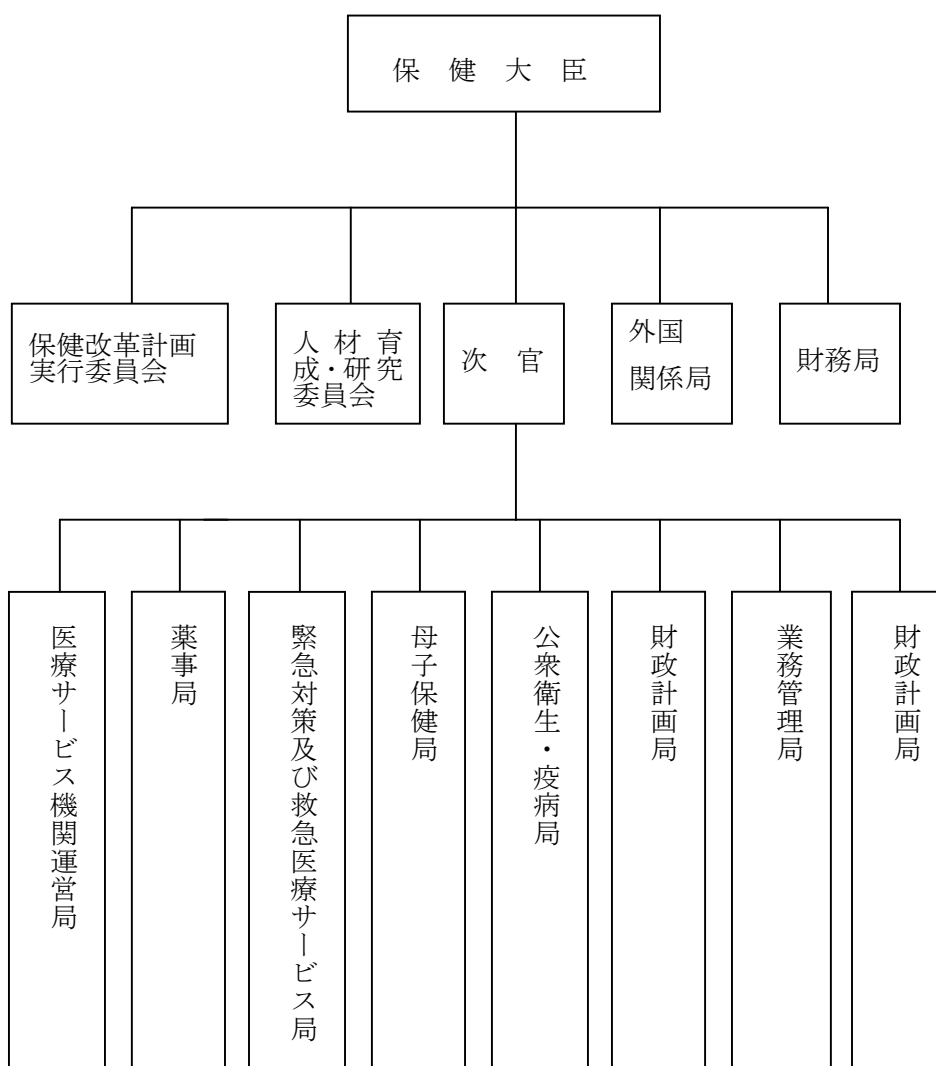 保健大臣
保健改革計画
実行委員会
人材育
成・研究
委員会
次官
外国
関係局
財務局
医療サービス機関運営局
薬事局
緊急対策及び救急医療サービス局
母子保健局
公衆衛生・疫病局
財政計画局
業務管理局
財政計画局